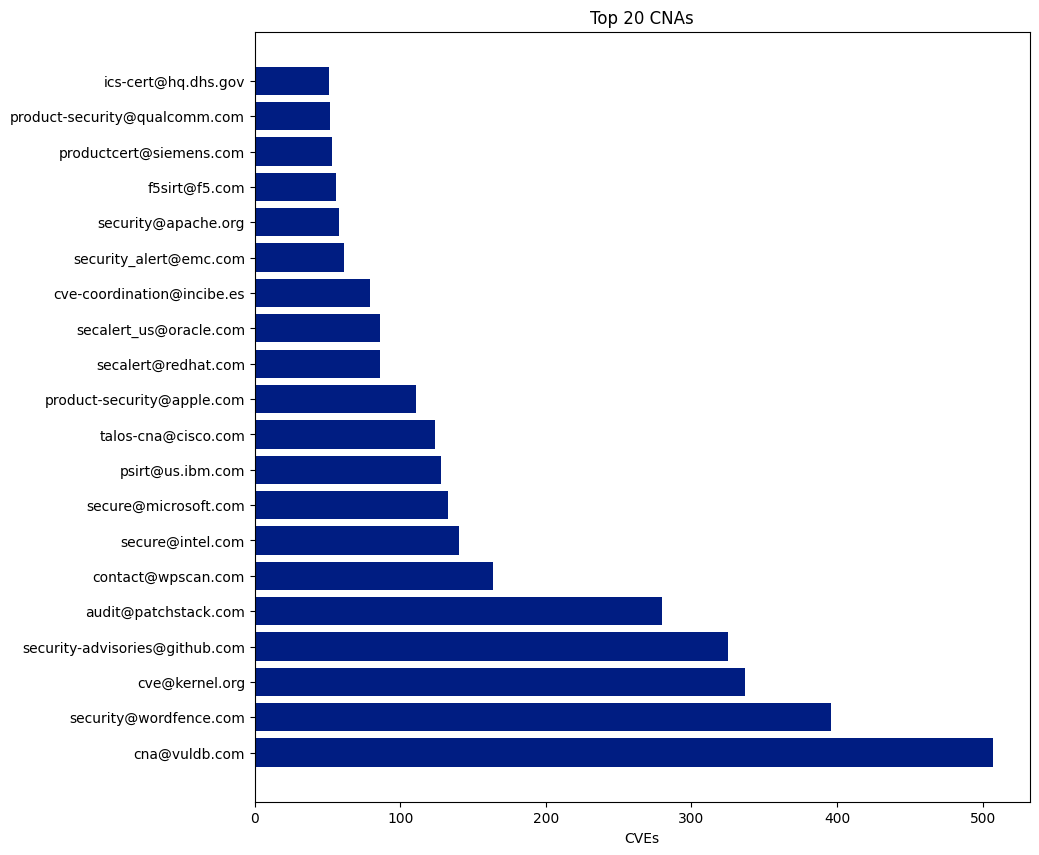 Top 20 CNAs
ics-cert@hq.dhs.gov
product-security@qualcomm.com
productcert@siemens.com
f5sirt@f5.com
security@apache.org
security_alert@emc.com
cve-coordination@incibe.es
secalert_us@oracle.com
secalert@redhat.com
product-security@apple.com
talos-cna@cisco.com
psirt@us.ibm.com
secure@microsoft.com
secure@intel.com
contact@wpscan.com
audit@patchstack.com
security-advisories@github.com
cve@kernel.org
security@wordfence.com
cna@vuldb.com
0 100 200 300 400 500
CVEs